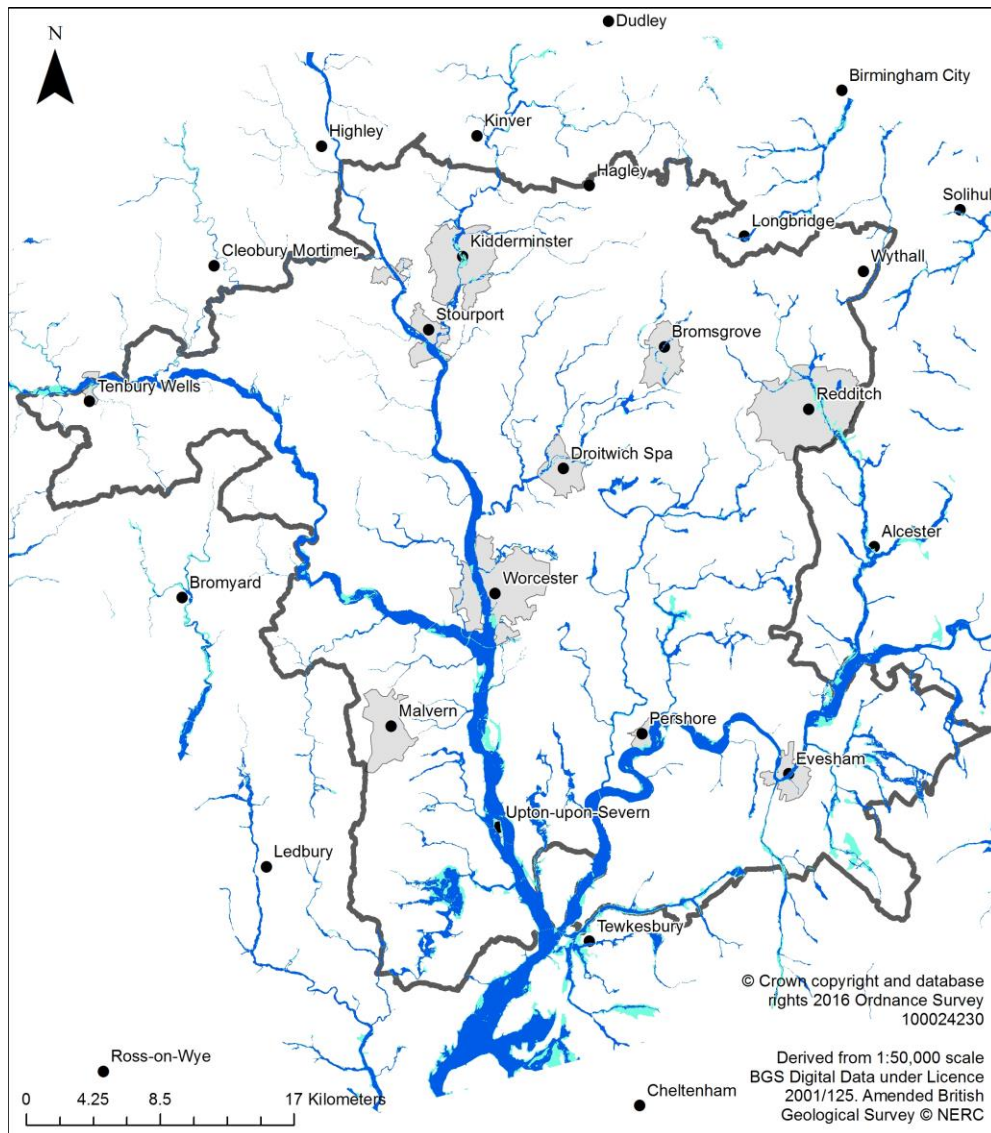 Dudley
N
Birmingham City
Kinver
Highley
Hagley
Solihul
Longbridge
Kidderminster
Cleobury Mortimer
Wythall
Stourport
Bromsgrove
Tenbury Wells
Redditch
Droitwich Spa
Alcester
Bromyard
Worcester
Malvern
Pershore
Evesham
Upton-upon-Severn
Ledbury
Tewkesbury
© Crown copyright and database
rights 2016 Ordnance Survey
100024230
Ross-on-Wye
Derived from 1:50,000 scale
BGS Digital Data under Licence
2001/125. Amended British
Geological Survey © NERC
0 4.25 8.5 17 Kilometers
Cheltenham